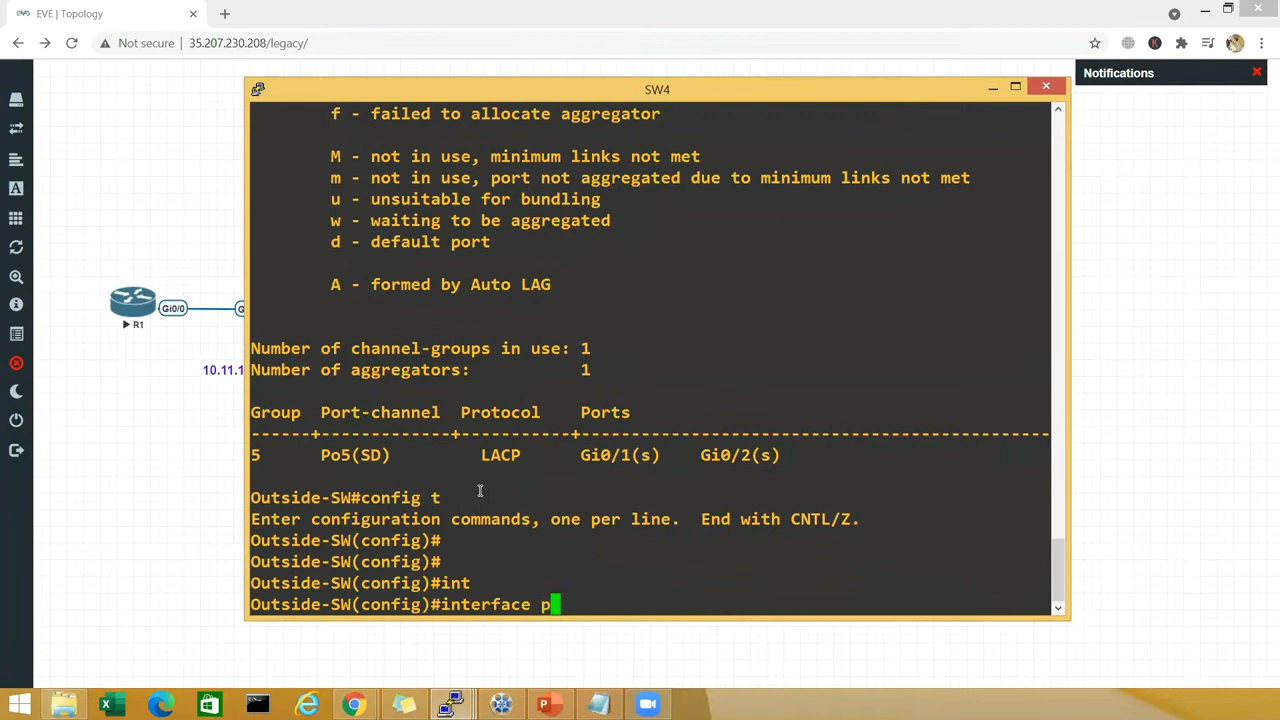 EVE | Topology
Not secure | 35.207.230.208/legacy/
Notifications
SW4
f - failed to allocate aggregator
M - not in use, minimum links not met
m - not in use, port not aggregated due to minimum links not met
u - unsuitable for bundling
w - waiting to be aggregated
d - default port
A - formed by Auto LAG
Gi0/0
G
R1
10.11.1
Number of channel-groups in use: 1
Number of aggregators: 1
Group Port-channel Protocol Ports
------+-------------+-----------+-----------------------------------------------
5 Po5(SD) LACP Gi0/1(s) Gi0/2(s)
Outside-SW#config t
Enter configuration commands, one per line. End with CNTL/Z.
Outside-SW(config)#
Outside-SW(config)#
Outside-SW(config)#int
Outside-SW(config)#interface p